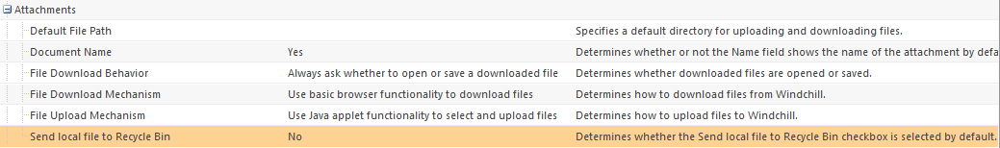 Attachments
Default File Path Specifies a default directory for uploading and downloading files.
Document Name Yes Determines whether or not the Name field shows the name of the attachment by defa
File Download Behavior Always ask whether to open or save a downloaded file Determines whether downloaded files are opened or saved.
File Download Mechanism Use basic browser functionality to download files Determines how to download files from Windchill.
File Upload Mechanism Use Java applet functionality to select and upload files Determines how to upload files to Windchill.
Send local file to Recycle Bin No Determines whether the Send local file to Recycle Bin checkbox is selected by default.